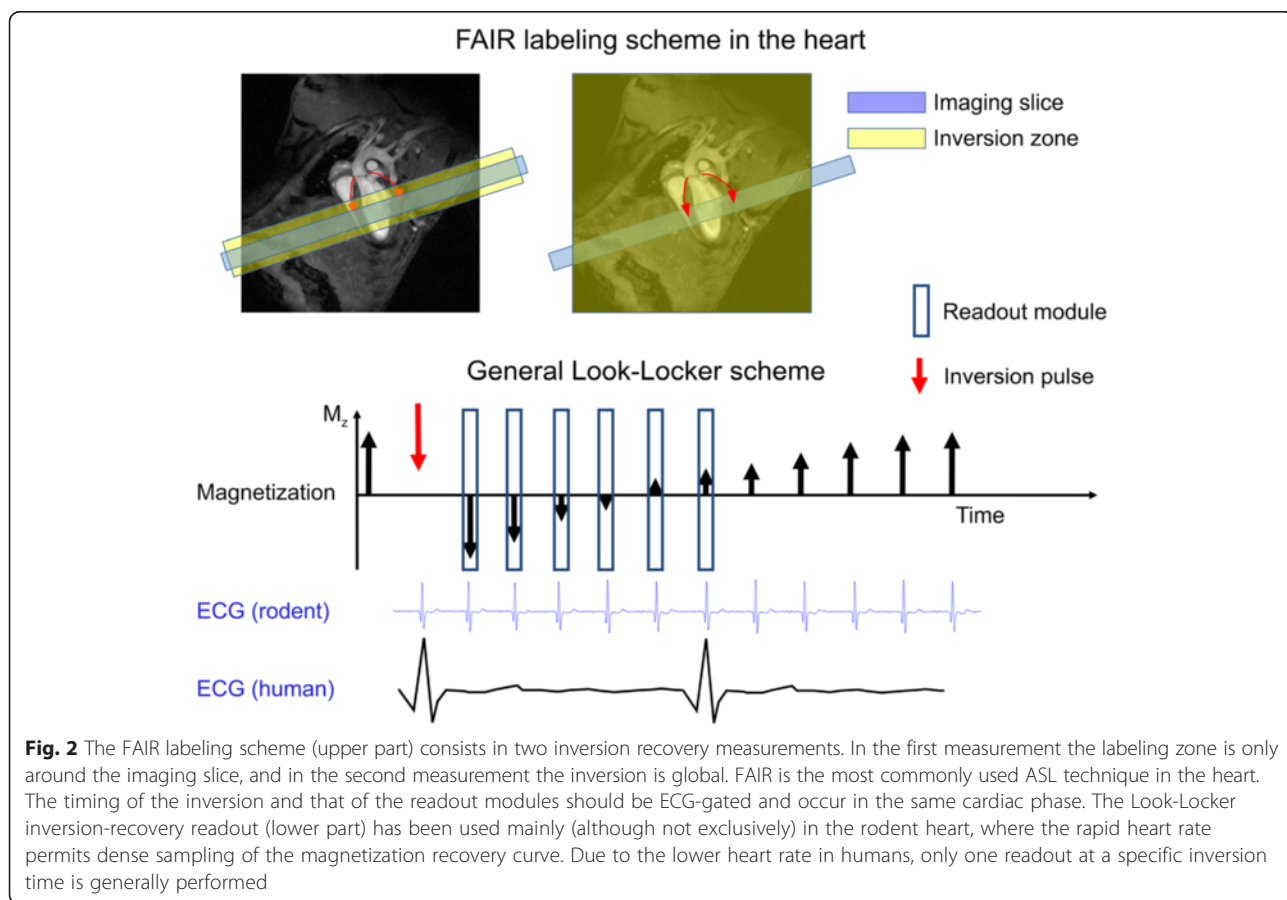 FAIR labeling scheme in the heart
Imaging slice
Inversion zone
Readout module
Inversion pulse
General Look-Locker scheme
Mz
Magnetization
Time
ECG (rodent)
ECG (human)
Fig. 2 The FAIR labeling scheme (upper part) consists in two inversion recovery measurements. In the first measurement the labeling zone is only
around the imaging slice, and in the second measurement the inversion is global. FAIR is the most commonly used ASL technique in the heart.
The timing of the inversion and that of the readout modules should be ECG-gated and occur in the same cardiac phase. The Look-Locker
inversion-recovery readout (lower part) has been used mainly (although not exclusively) in the rodent heart, where the rapid heart rate
permits dense sampling of the magnetization recovery curve. Due to the lower heart rate in humans, only one readout at a specific inversion
time is generally performed